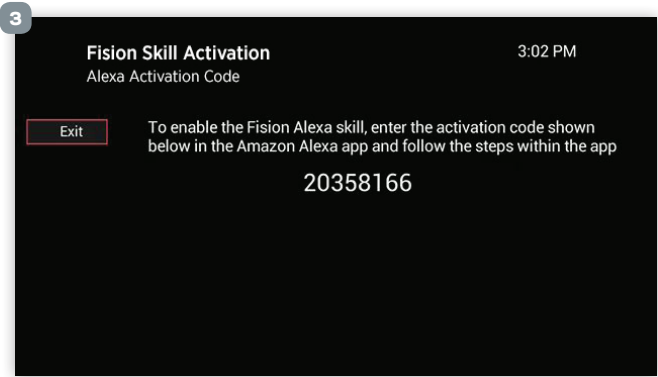 3
Fision Skill Activation
3:02 PM
Alexa Activation Code
Exit
To enable the Fision Alexa skill, enter the activation code shown
below in the Amazon Alexa app and follow the steps within the app
20358166